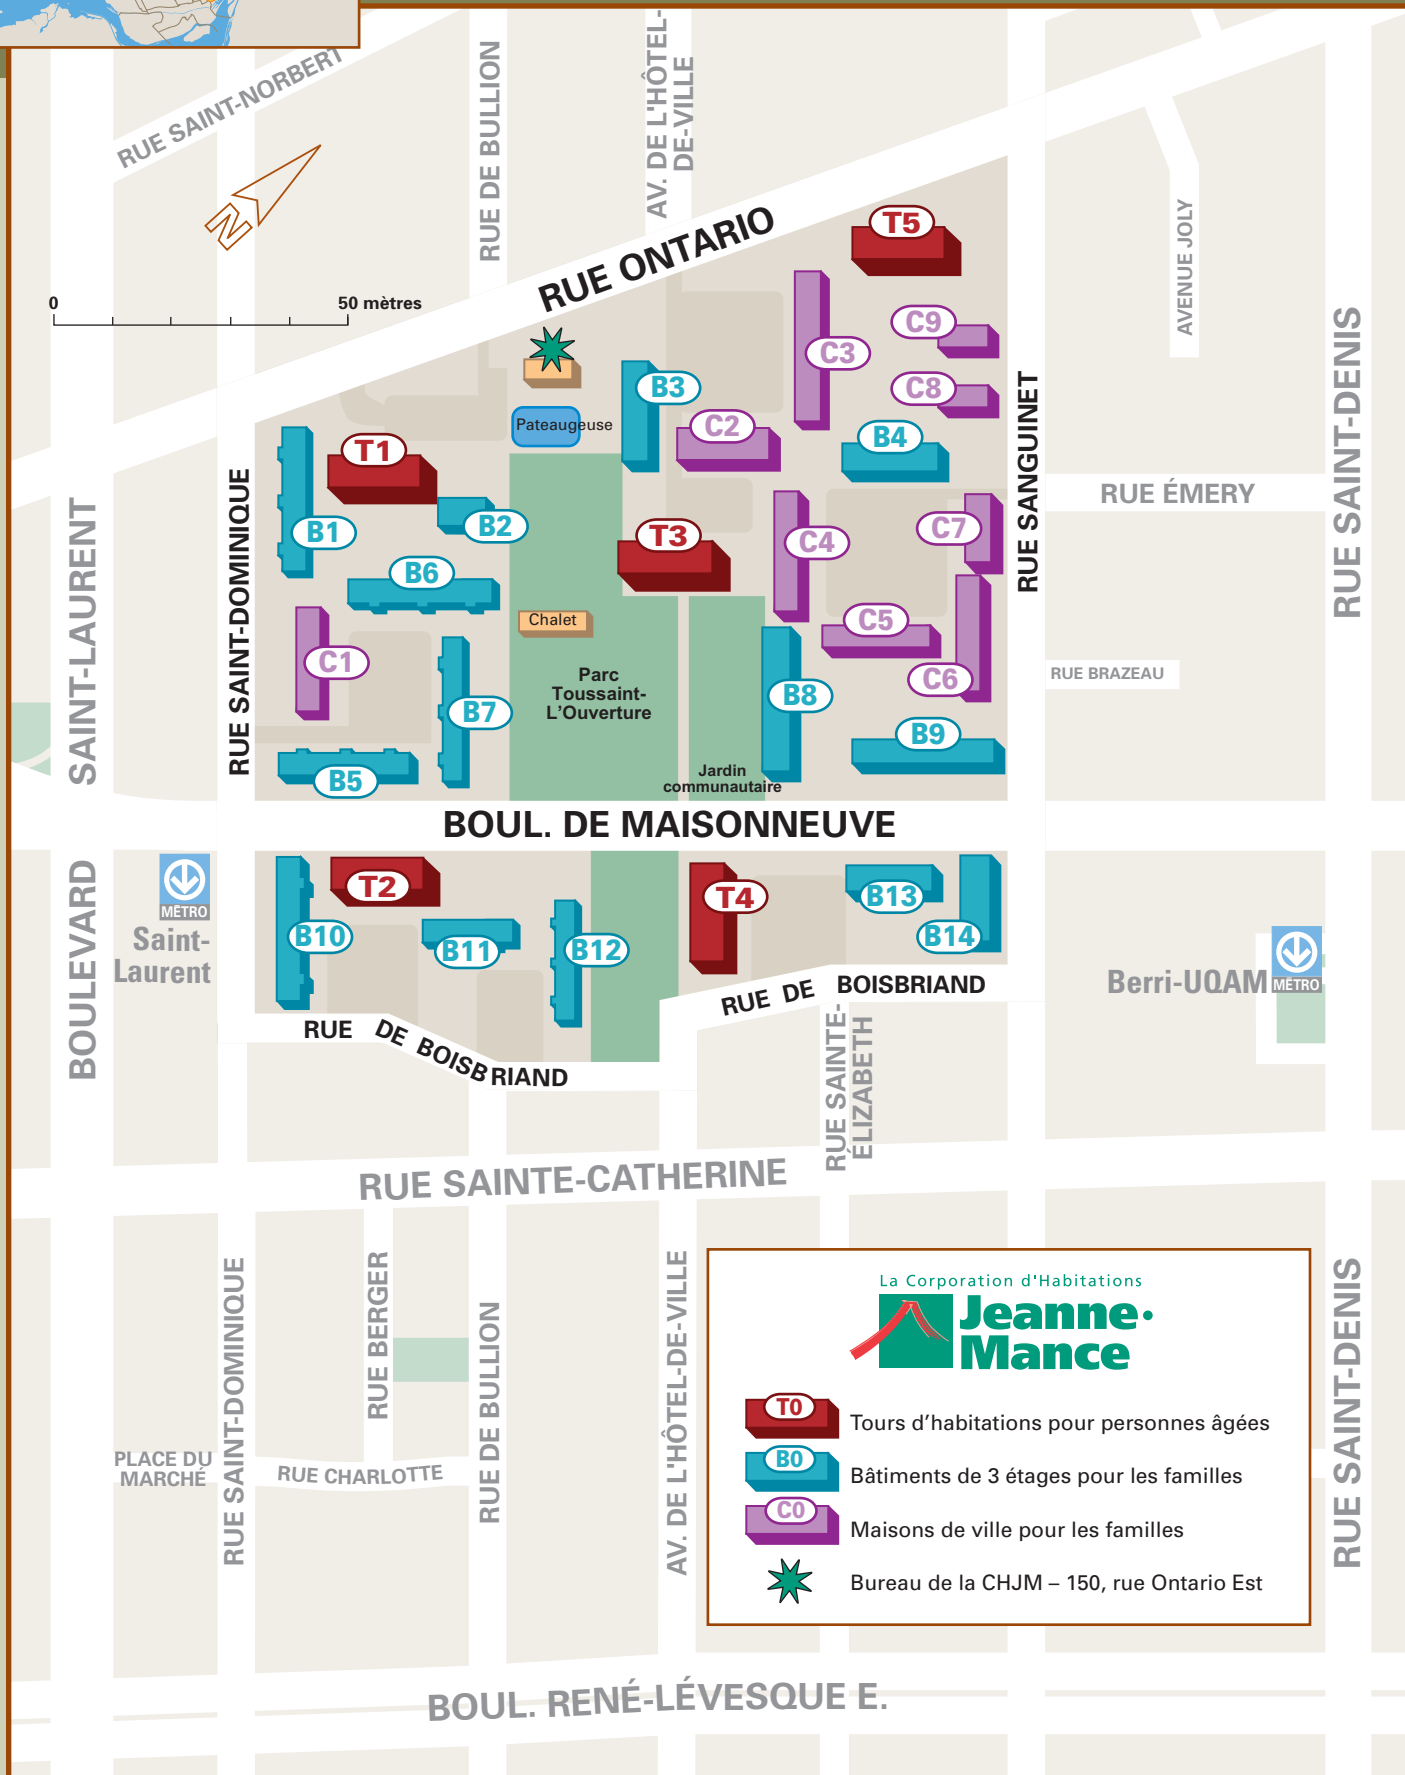 RUE SAINT-NORBERT
RUE DE BULLION
AV. DE L'HÔTEL-
DE-VILLE
N
0
50 mètres
RUE ONTARIO
AVENUE JOLY
T5
C9
C3
C8
B3
C2
B4
Pateaugeuse
T1
B1
B2
T3
C4
C7
B6
C5
C1
C6
B7
B8
B9
B5
Chalet
Parc
Toussaint-
L'Ouverture
Jardin
communautaire
RUE SAINT-DOMINIQUE
RUE SANGUINET
RUE ÉMERY
RUE BRAZEAU
RUE SAINT-DENIS
BOULEVARD SAINT-LAURENT
BOUL. DE MAISONNEUVE
MÉTRO
Saint-
Laurent
T2
B10
B11
B12
T4
B13
B14
Berri-UQAM
MÉTRO
RUE DE BOISBRIAND
RUE DE BOISBRIAND
RUE SAINTE-
ÉLIZABETH
RUE SAINTE-CATHERINE
RUE SAINT-DOMINIQUE
RUE BERGER
RUE DE BULLION
AV. DE L'HÔTEL-DE-VILLE
RUE SAINT-DENIS
PLACE DU
MARCHÉ
RUE CHARLOTTE
La Corporation d'Habitations
Jeanne-
Mance
T0
Tours d'habitations pour personnes âgées
B0
Bâtiments de 3 étages pour les familles
C0
Maisons de ville pour les familles
Bureau de la CHJM – 150, rue Ontario Est
BOUL. RENÉ-LÉVESQUE E.